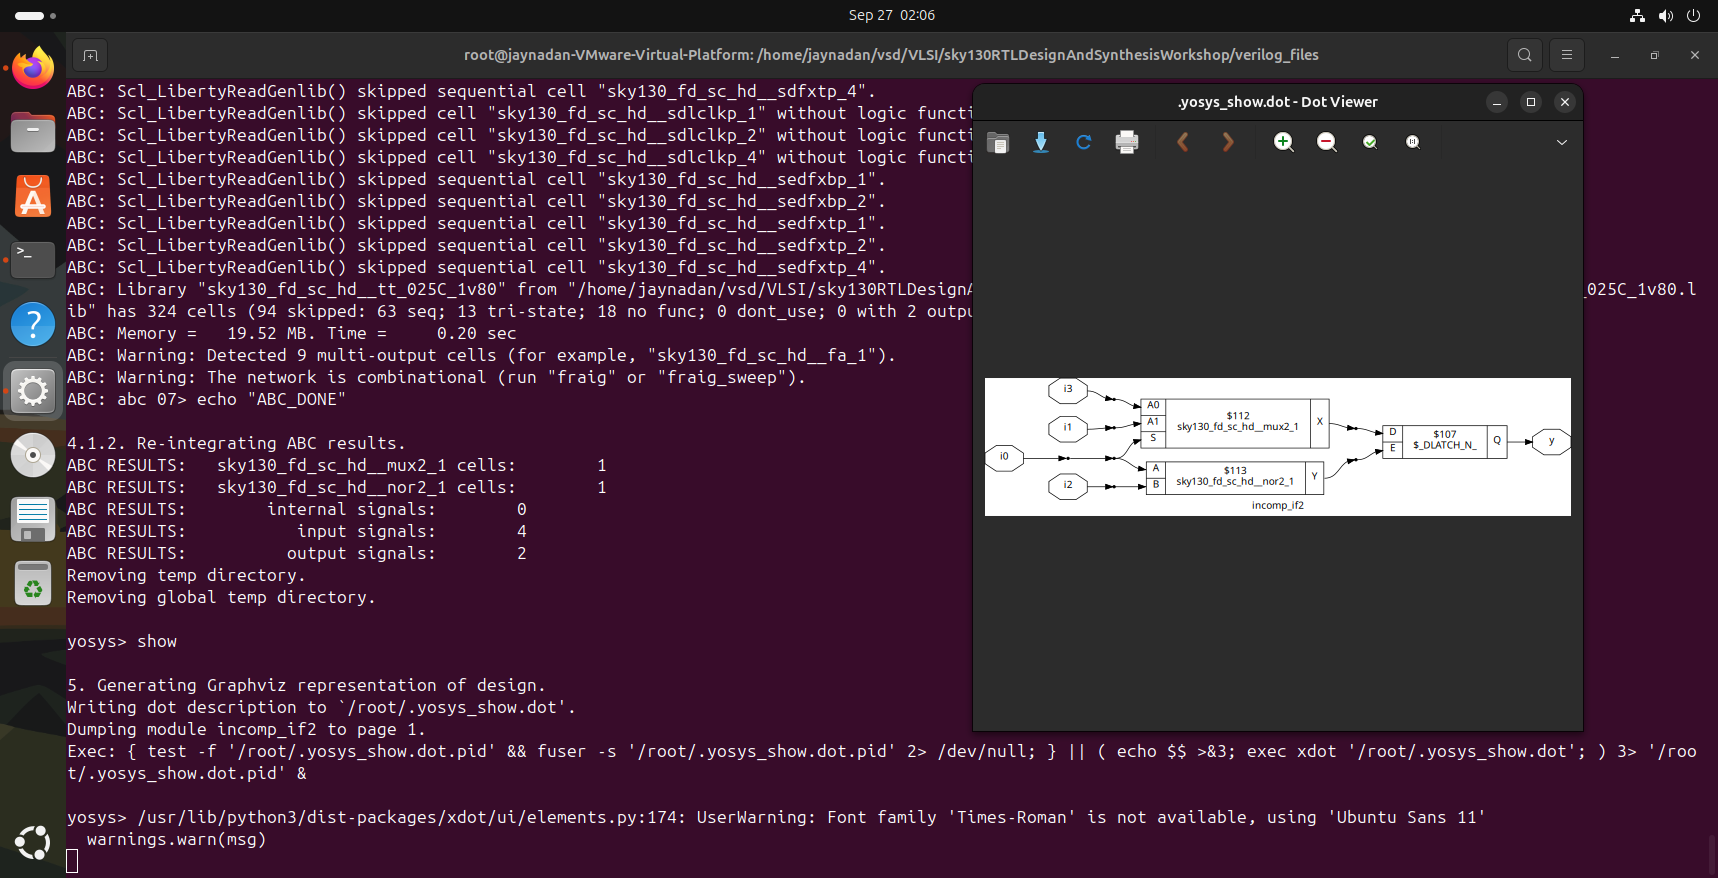 Sep 27 02:06
root@jaynadan-VMware-Virtual-Platform: /home/jaynadan/vsd/VLSI/sky130RTLDesignAndSynthesisWorkshop/verilog_files
ABC: Scl_LibertyReadGenlib() skipped sequential cell "sky130_fd_sc_hd__sdfxtp_4".
ABC: Scl_LibertyReadGenlib() skipped cell "sky130_fd_sc_hd__sdlclkp_1" without logic functi
ABC: Scl_LibertyReadGenlib() skipped cell "sky130_fd_sc_hd__sdlclkp_2" without logic functi
ABC: Scl_LibertyReadGenlib() skipped cell "sky130_fd_sc_hd__sdlclkp_4" without logic functi
ABC: Scl_LibertyReadGenlib() skipped sequential cell "sky130_fd_sc_hd__sedfxbp_1".
ABC: Scl_LibertyReadGenlib() skipped sequential cell "sky130_fd_sc_hd__sedfxbp_2".
ABC: Scl_LibertyReadGenlib() skipped sequential cell "sky130_fd_sc_hd__sedfxtp_1".
ABC: Scl_LibertyReadGenlib() skipped sequential cell "sky130_fd_sc_hd__sedfxtp_2".
ABC: Scl_LibertyReadGenlib() skipped sequential cell "sky130_fd_sc_hd__sedfxtp_4".
ABC: Library "sky130_fd_sc_hd__tt_025C_1v80" from "/home/jaynadan/vsd/VLSI/sky130RTLDesignA _025C_1v80.l
ib" has 324 cells (94 skipped: 63 seq; 13 tri-state; 18 no func; 0 dont_use; 0 with 2 outpu
ABC: Memory =   19.52 MB. Time =     0.20 sec
ABC: Warning: Detected 9 multi-output cells (for example, "sky130_fd_sc_hd__fa_1").
ABC: Warning: The network is combinational (run "fraig" or "fraig_sweep").
ABC: abc 07> echo "ABC_DONE"
4.1.2. Re-integrating ABC results.
ABC RESULTS:   sky130_fd_sc_hd__mux2_1 cells:        1
ABC RESULTS:   sky130_fd_sc_hd__nor2_1 cells:        1
ABC RESULTS:        internal signals:        0
ABC RESULTS:           input signals:        4
ABC RESULTS:          output signals:        2
Removing temp directory.
Removing global temp directory.
yosys> show
5. Generating Graphviz representation of design.
Writing dot description to `/root/.yosys_show.dot'.
Dumping module incomp_if2 to page 1.
Exec: { test -f '/root/.yosys_show.dot.pid' && fuser -s '/root/.yosys_show.dot.pid' 2> /dev/null; } || ( echo $$ >&3; exec xdot '/root/.yosys_show.dot'; ) 3> '/roo
t/.yosys_show.dot.pid' &
yosys> /usr/lib/python3/dist-packages/xdot/ui/elements.py:174: UserWarning: Font family 'Times-Roman' is not available, using 'Ubuntu Sans 11'
  warnings.warn(msg)
.yosys_show.dot - Dot Viewer
i3
i1
i0
i2
A0
A1
S
$112
sky130_fd_sc_hd__mux2_1
X
A
B
$113
sky130_fd_sc_hd__nor2_1
Y
D
E
$107
$_DLATCH_N_
Q
y
incomp_if2